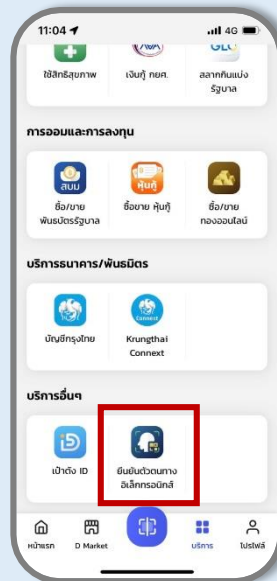 11:04
4G
GLO
ใช้สิทธิสุขภาพ
เงินกู้ กยศ.
สลากกินแบ่ง
รัฐบาล
การออมและการลงทุน
สบม
หุ้นกู้
ซื้อ/ขาย
พันธบัตรรัฐบาล
ซื้อขาย หุ้นกู้
ซื้อ/ขาย
ทองออนไลน์
บริการธนาคาร/พันธมิตร
Connext
บัญชีกรุงไทย
Krungthai
Connext
บริการอื่นๆ
เป๋าตัง ID
ยืนยันตัวตนทาง
อิเล็กทรอนิกส์
หน้าแรก
D Market
บริการ
โปรไฟล์